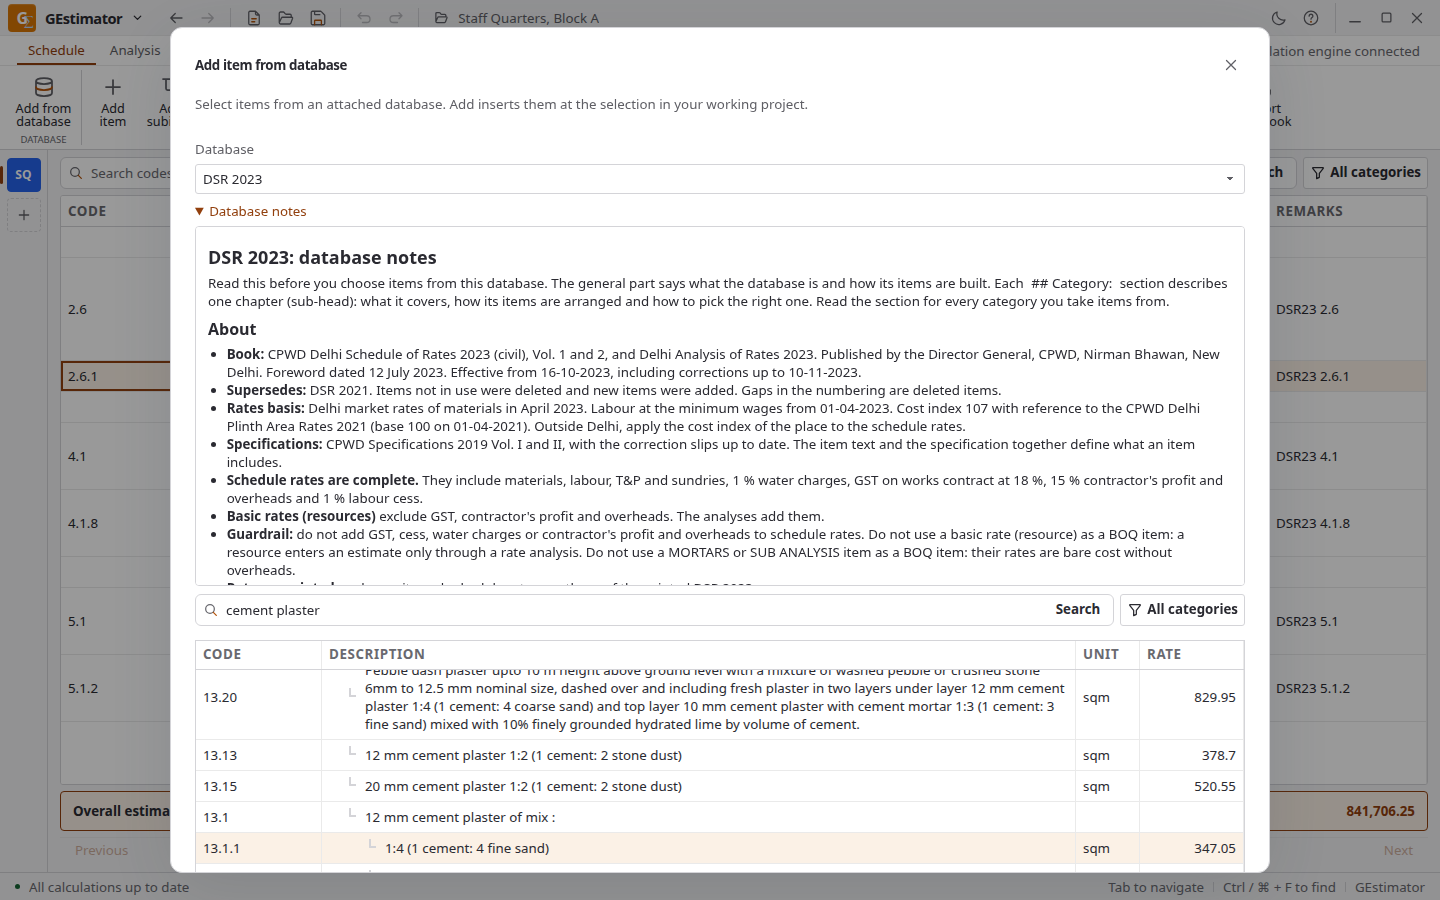 GEstimator
Staff Quarters, Block A
Schedule
Analysis
lation engine connected
Add from
database
DATABASE
Add
item
SQ
Search codes
ch
All categories
CODE
REMARKS
2.6
DSR23 2.6
2.6.1
DSR23 2.6.1
4.1
DSR23 4.1
4.1.8
DSR23 4.1.8
5.1
DSR23 5.1
5.1.2
DSR23 5.1.2
Overall estima
841,706.25
Previous
Next
Add item from database
Select items from an attached database. Add inserts them at the selection in your working project.
Database
DSR 2023
Database notes
DSR 2023: database notes
Read this before you choose items from this database. The general part says what the database is and how its items are built. Each ## Category: section describes
one chapter (sub-head): what it covers, how its items are arranged and how to pick the right one. Read the section for every category you take items from.
About
• Book: CPWD Delhi Schedule of Rates 2023 (civil), Vol. 1 and 2, and Delhi Analysis of Rates 2023. Published by the Director General, CPWD, Nirman Bhawan, New
Delhi. Foreword dated 12 July 2023. Effective from 16-10-2023, including corrections up to 10-11-2023.
• Supersedes: DSR 2021. Items not in use were deleted and new items were added. Gaps in the numbering are deleted items.
• Rates basis: Delhi market rates of materials in April 2023. Labour at the minimum wages from 01-04-2023. Cost index 107 with reference to the CPWD Delhi
Plinth Area Rates 2021 (base 100 on 01-04-2021). Outside Delhi, apply the cost index of the place to the schedule rates.
• Specifications: CPWD Specifications 2019 Vol. I and II, with the correction slips up to date. The item text and the specification together define what an item
includes.
• Schedule rates are complete. They include materials, labour, T&P and sundries, 1 % water charges, GST on works contract at 18 %, 15 % contractor's profit and
overheads and 1 % labour cess.
• Basic rates (resources) exclude GST, contractor's profit and overheads. The analyses add them.
• Guardrail: do not add GST, cess, water charges or contractor's profit and overheads to schedule rates. Do not use a basic rate (resource) as a BOQ item: a
resource enters an estimate only through a rate analysis. Do not use a MORTARS or SUB ANALYSIS item as a BOQ item: their rates are bare cost without
overheads.
cement plaster
Search
All categories
CODE DESCRIPTION UNIT RATE
Pebble dash plaster upto 10 m height above ground level with a mixture of washed pebble or crushed stone
6mm to 12.5 mm nominal size, dashed over and including fresh plaster in two layers under layer 12 mm cement
13.20 plaster 1:4 (1 cement: 4 coarse sand) and top layer 10 mm cement plaster with cement mortar 1:3 (1 cement: 3 sqm 829.95
fine sand) mixed with 10% finely grounded hydrated lime by volume of cement.
13.13 12 mm cement plaster 1:2 (1 cement: 2 stone dust) sqm 378.7
13.15 20 mm cement plaster 1:2 (1 cement: 2 stone dust) sqm 520.55
13.1 12 mm cement plaster of mix :
13.1.1 1:4 (1 cement: 4 fine sand) sqm 347.05
All calculations up to date
Tab to navigate
Ctrl / ⌘ + F to find
GEstimator